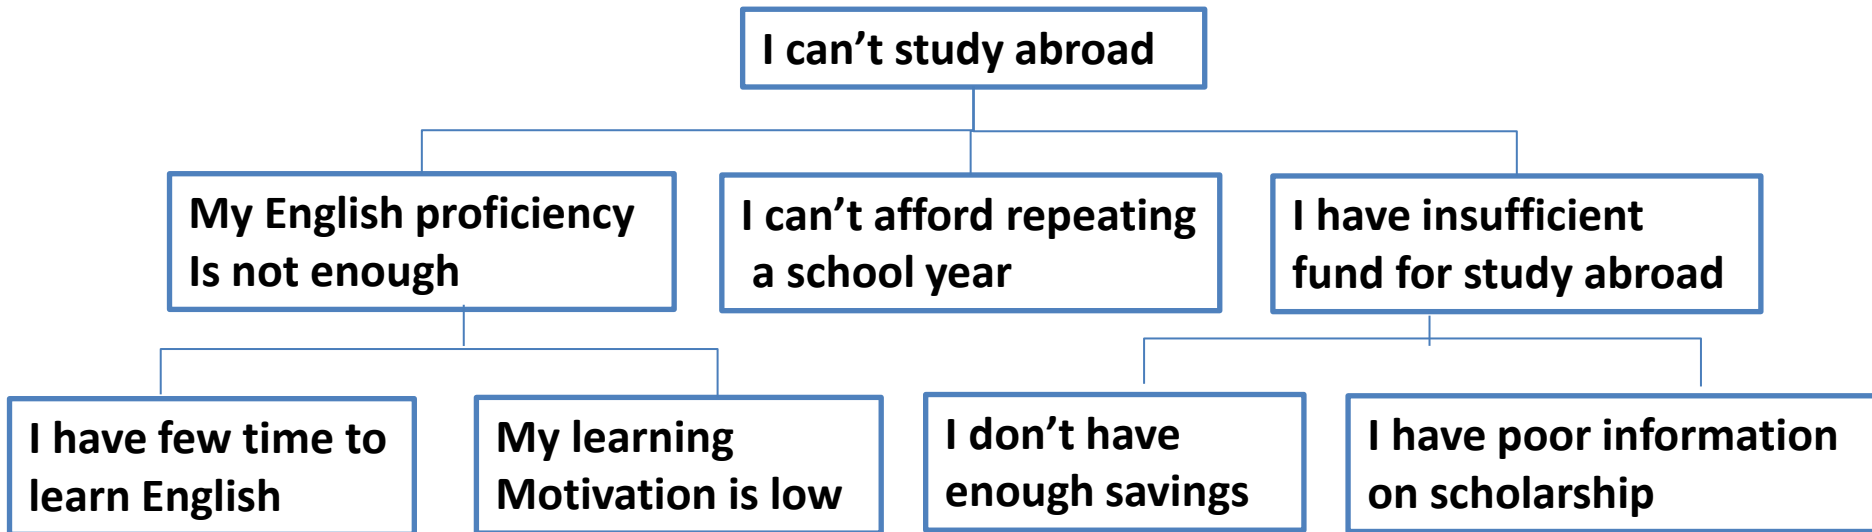 I can’t study abroad
My English proficiency
Is not enough
I can’t afford repeating
a school year
I have insufficient
fund for study abroad
I have few time to
learn English
My learning
Motivation is low
I don’t have
enough savings
I have poor information
on scholarship